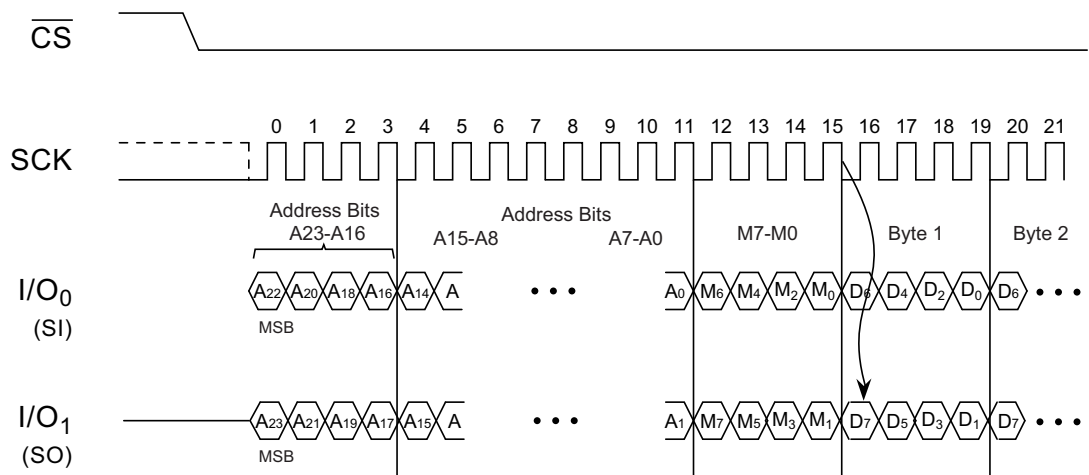 CS
0 1 2 3 4 5 6 7 8 9 10 11 12 13 14 15 16 17 18 19 20 21
SCK
Address Bits
A23-A16
Address Bits
A15-A8
A7-A0
M7-M0
Byte 1
Byte 2
I/O0
(SI)
A22 A20 A18 A16 A14 A • • • A0 M6 M4 M2 M0 D6 D4 D2 D0 D6 • • •
MSB
I/O1
(SO)
A23 A21 A19 A17 A15 A • • • A1 M7 M5 M3 M1 D7 D5 D3 D1 D7 • • •
MSB